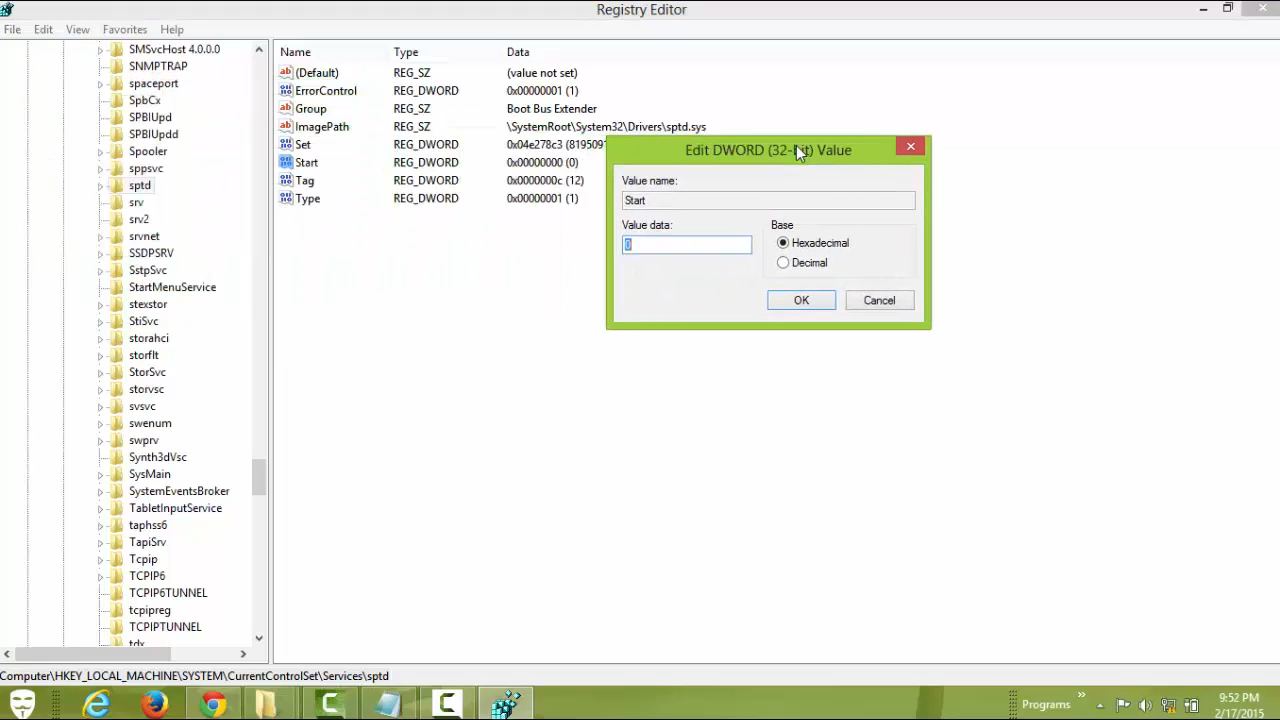 Registry Editor
File Edit View Favorites Help
SMSvcHost 4.0.0.0
SNMPTRAP
spaceport
SpbCx
SPBIUpd
SPBIUpdd
Spooler
sppsvc
sptd
srv
srv2
srvnet
SSDPSRV
SstpSvc
StartMenuService
stexstor
StiSvc
storahci
storflt
StorSvc
storvsc
svsvc
swenum
swprv
Synth3dVsc
SysMain
SystemEventsBroker
TabletInputService
taphss6
TapiSrv
Tcpip
TCPIP6
TCPIP6TUNNEL
tcpipreg
TCPIPTUNNEL
tdx
Name Type Data
(Default) REG_SZ (value not set)
ErrorControl REG_DWORD 0x00000001 (1)
Group REG_SZ Boot Bus Extender
ImagePath REG_SZ \SystemRoot\System32\Drivers\sptd.sys
Set REG_DWORD 0x04e278c3 (819509
Start REG_DWORD 0x00000000 (0)
Tag REG_DWORD 0x0000000c (12)
Type REG_DWORD 0x00000001 (1)
Edit DWORD (32-bit) Value
Value name:
Start
Value data:
0
Base
Hexadecimal
Decimal
OK Cancel
Computer\HKEY_LOCAL_MACHINE\SYSTEM\CurrentControlSet\Services\sptd
Programs
9:52 PM
2/17/2015